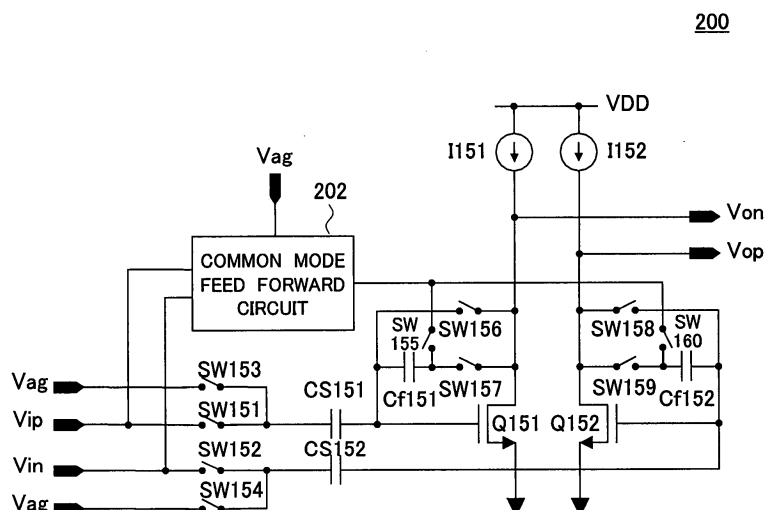 200
VDD
I151
I152
Vag
202
Von
Vop
COMMON MODE
FEED FORWARD
CIRCUIT
SW
155
SW156
SW158
SW
160
SW153
Vag
CS151
Cf151
SW157
SW159
Cf152
Vip
SW151
Q151
Q152
Vin
SW152
CS152
SW154
Vag